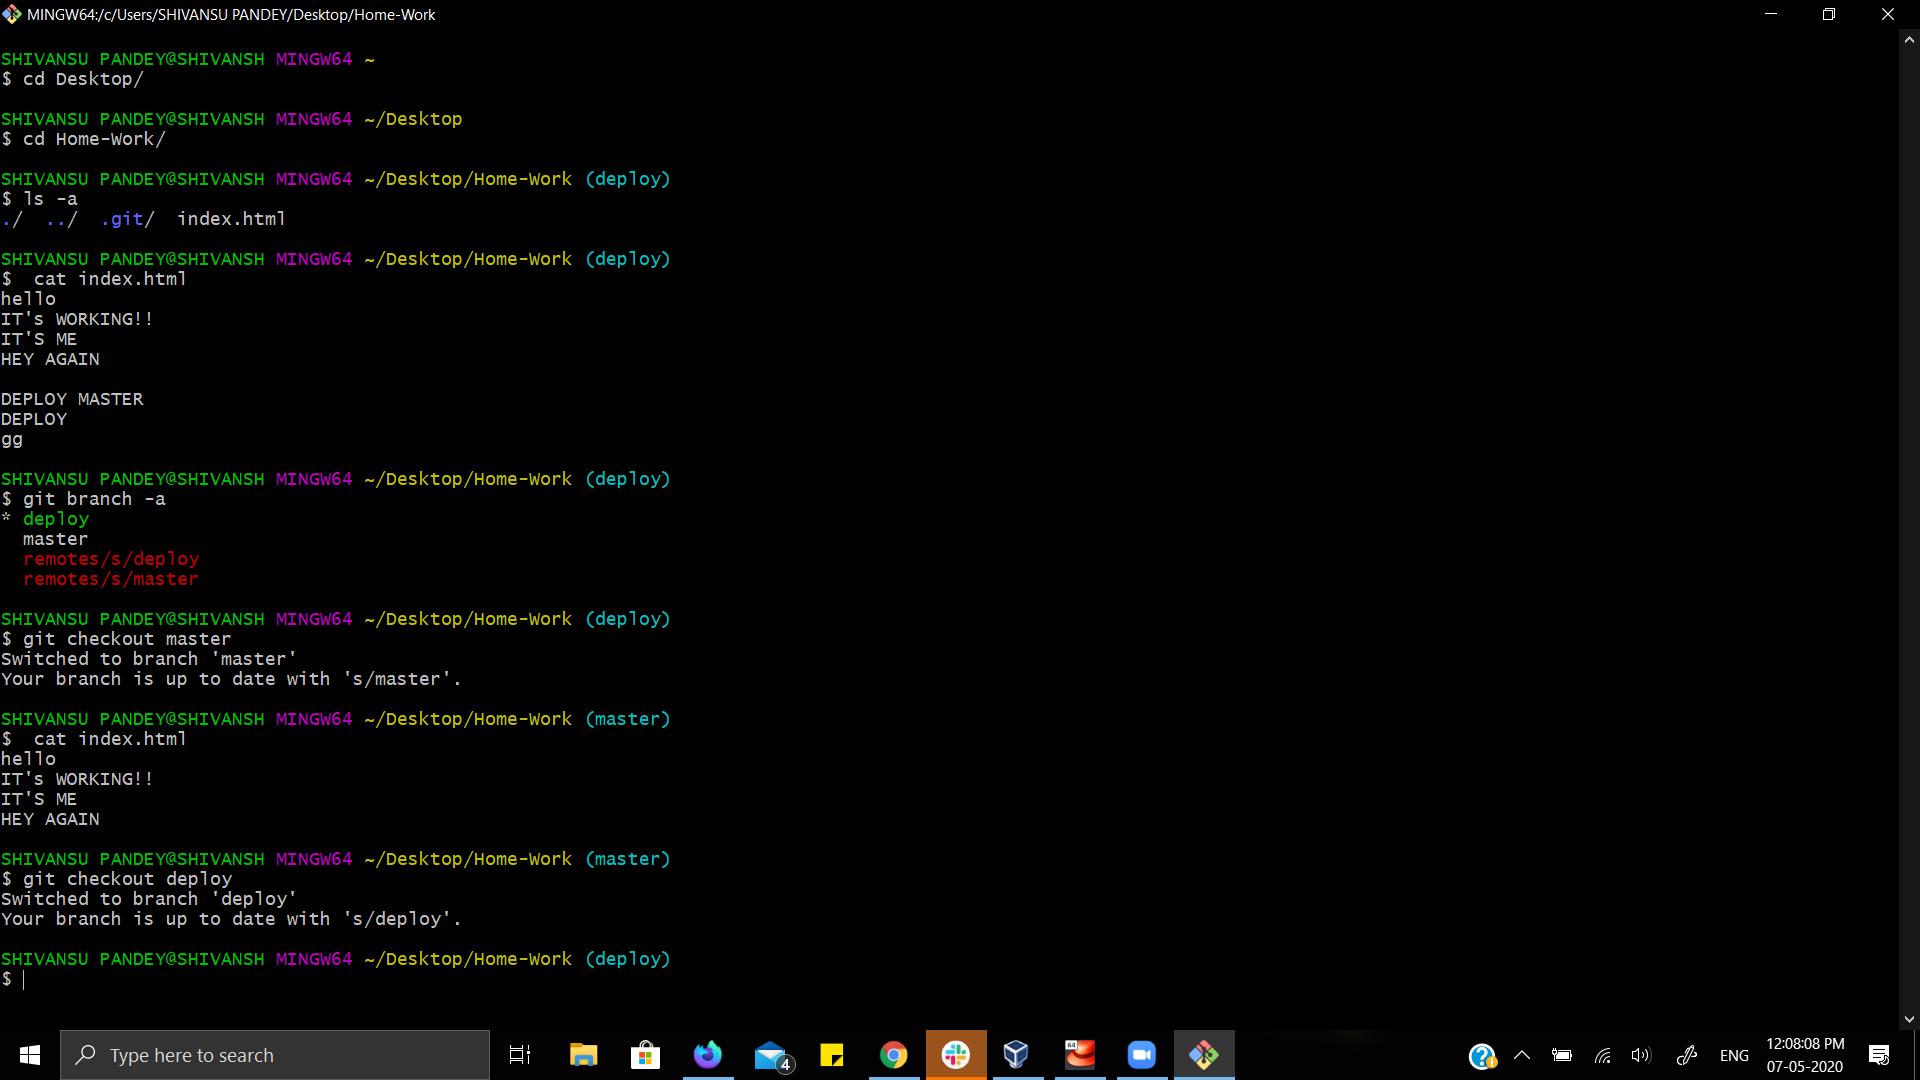 MINGW64:/c/Users/SHIVANSU PANDEY/Desktop/Home-Work
SHIVANSU PANDEY@SHIVANSH MINGW64 ~
$ cd Desktop/
SHIVANSU PANDEY@SHIVANSH MINGW64 ~/Desktop
$ cd Home-Work/
SHIVANSU PANDEY@SHIVANSH MINGW64 ~/Desktop/Home-Work (deploy)
$ ls -a
./  ../  .git/  index.html
SHIVANSU PANDEY@SHIVANSH MINGW64 ~/Desktop/Home-Work (deploy)
$  cat index.html
hello
IT's WORKING!!
IT'S ME
HEY AGAIN
DEPLOY MASTER
DEPLOY
gg
SHIVANSU PANDEY@SHIVANSH MINGW64 ~/Desktop/Home-Work (deploy)
$ git branch -a
* deploy
  master
  remotes/s/deploy
  remotes/s/master
SHIVANSU PANDEY@SHIVANSH MINGW64 ~/Desktop/Home-Work (deploy)
$ git checkout master
Switched to branch 'master'
Your branch is up to date with 's/master'.
SHIVANSU PANDEY@SHIVANSH MINGW64 ~/Desktop/Home-Work (master)
$  cat index.html
hello
IT's WORKING!!
IT'S ME
HEY AGAIN
SHIVANSU PANDEY@SHIVANSH MINGW64 ~/Desktop/Home-Work (master)
$ git checkout deploy
Switched to branch 'deploy'
Your branch is up to date with 's/deploy'.
SHIVANSU PANDEY@SHIVANSH MINGW64 ~/Desktop/Home-Work (deploy)
$
Type here to search
4
64
ENG
12:08:08 PM
07-05-2020